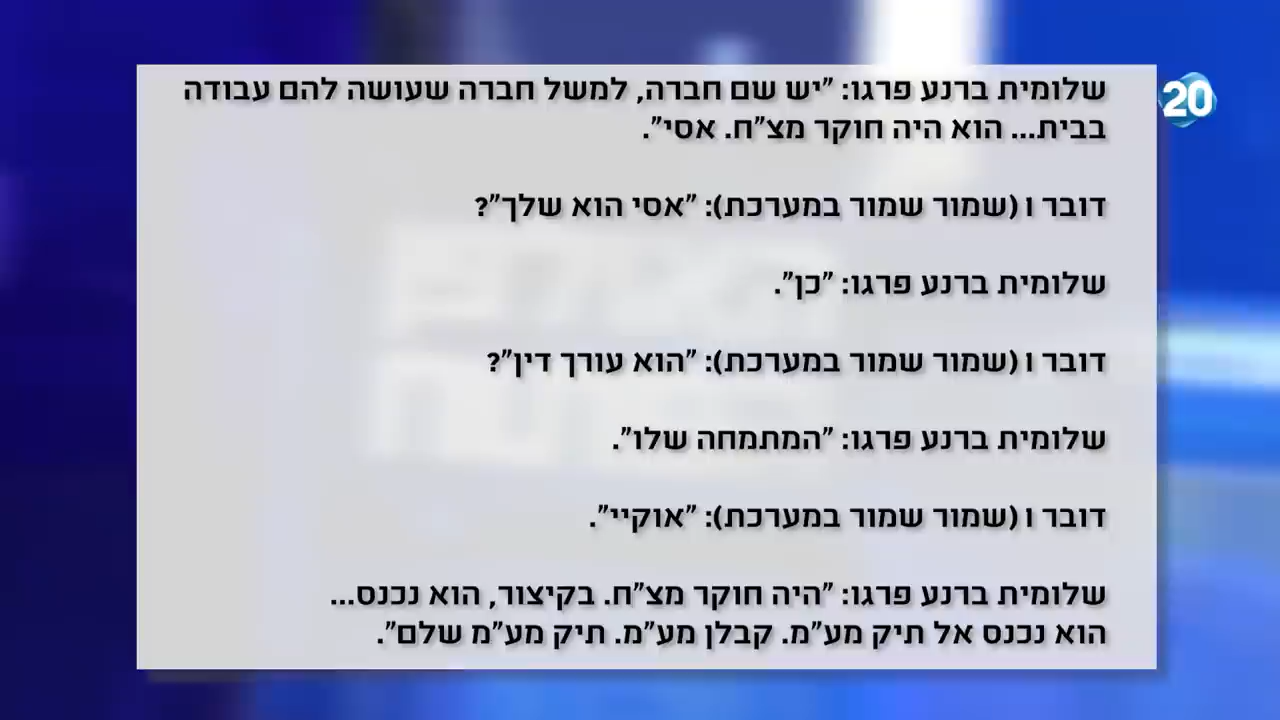 שלומית ברנע פרגו: "יש שם חברה, למשל חברה שעושה להם עבודה
בבית... הוא היה חוקר מצ"ח. אסי".
דובר ו (שמור שמור במערכת): "אסי הוא שלך"?
שלומית ברנע פרגו: "כן".
דובר ו (שמור שמור במערכת): "הוא עורך דין"?
שלומית ברנע פרגו: "המתמחה שלו".
דובר ו (שמור שמור במערכת): "אוקיי".
שלומית ברנע פרגו: "היה חוקר מצ"ח. בקיצור, הוא נכנס...
הוא נכנס אל תיק מע"מ. קבלן מע"מ. תיק מע"מ שלם".
20